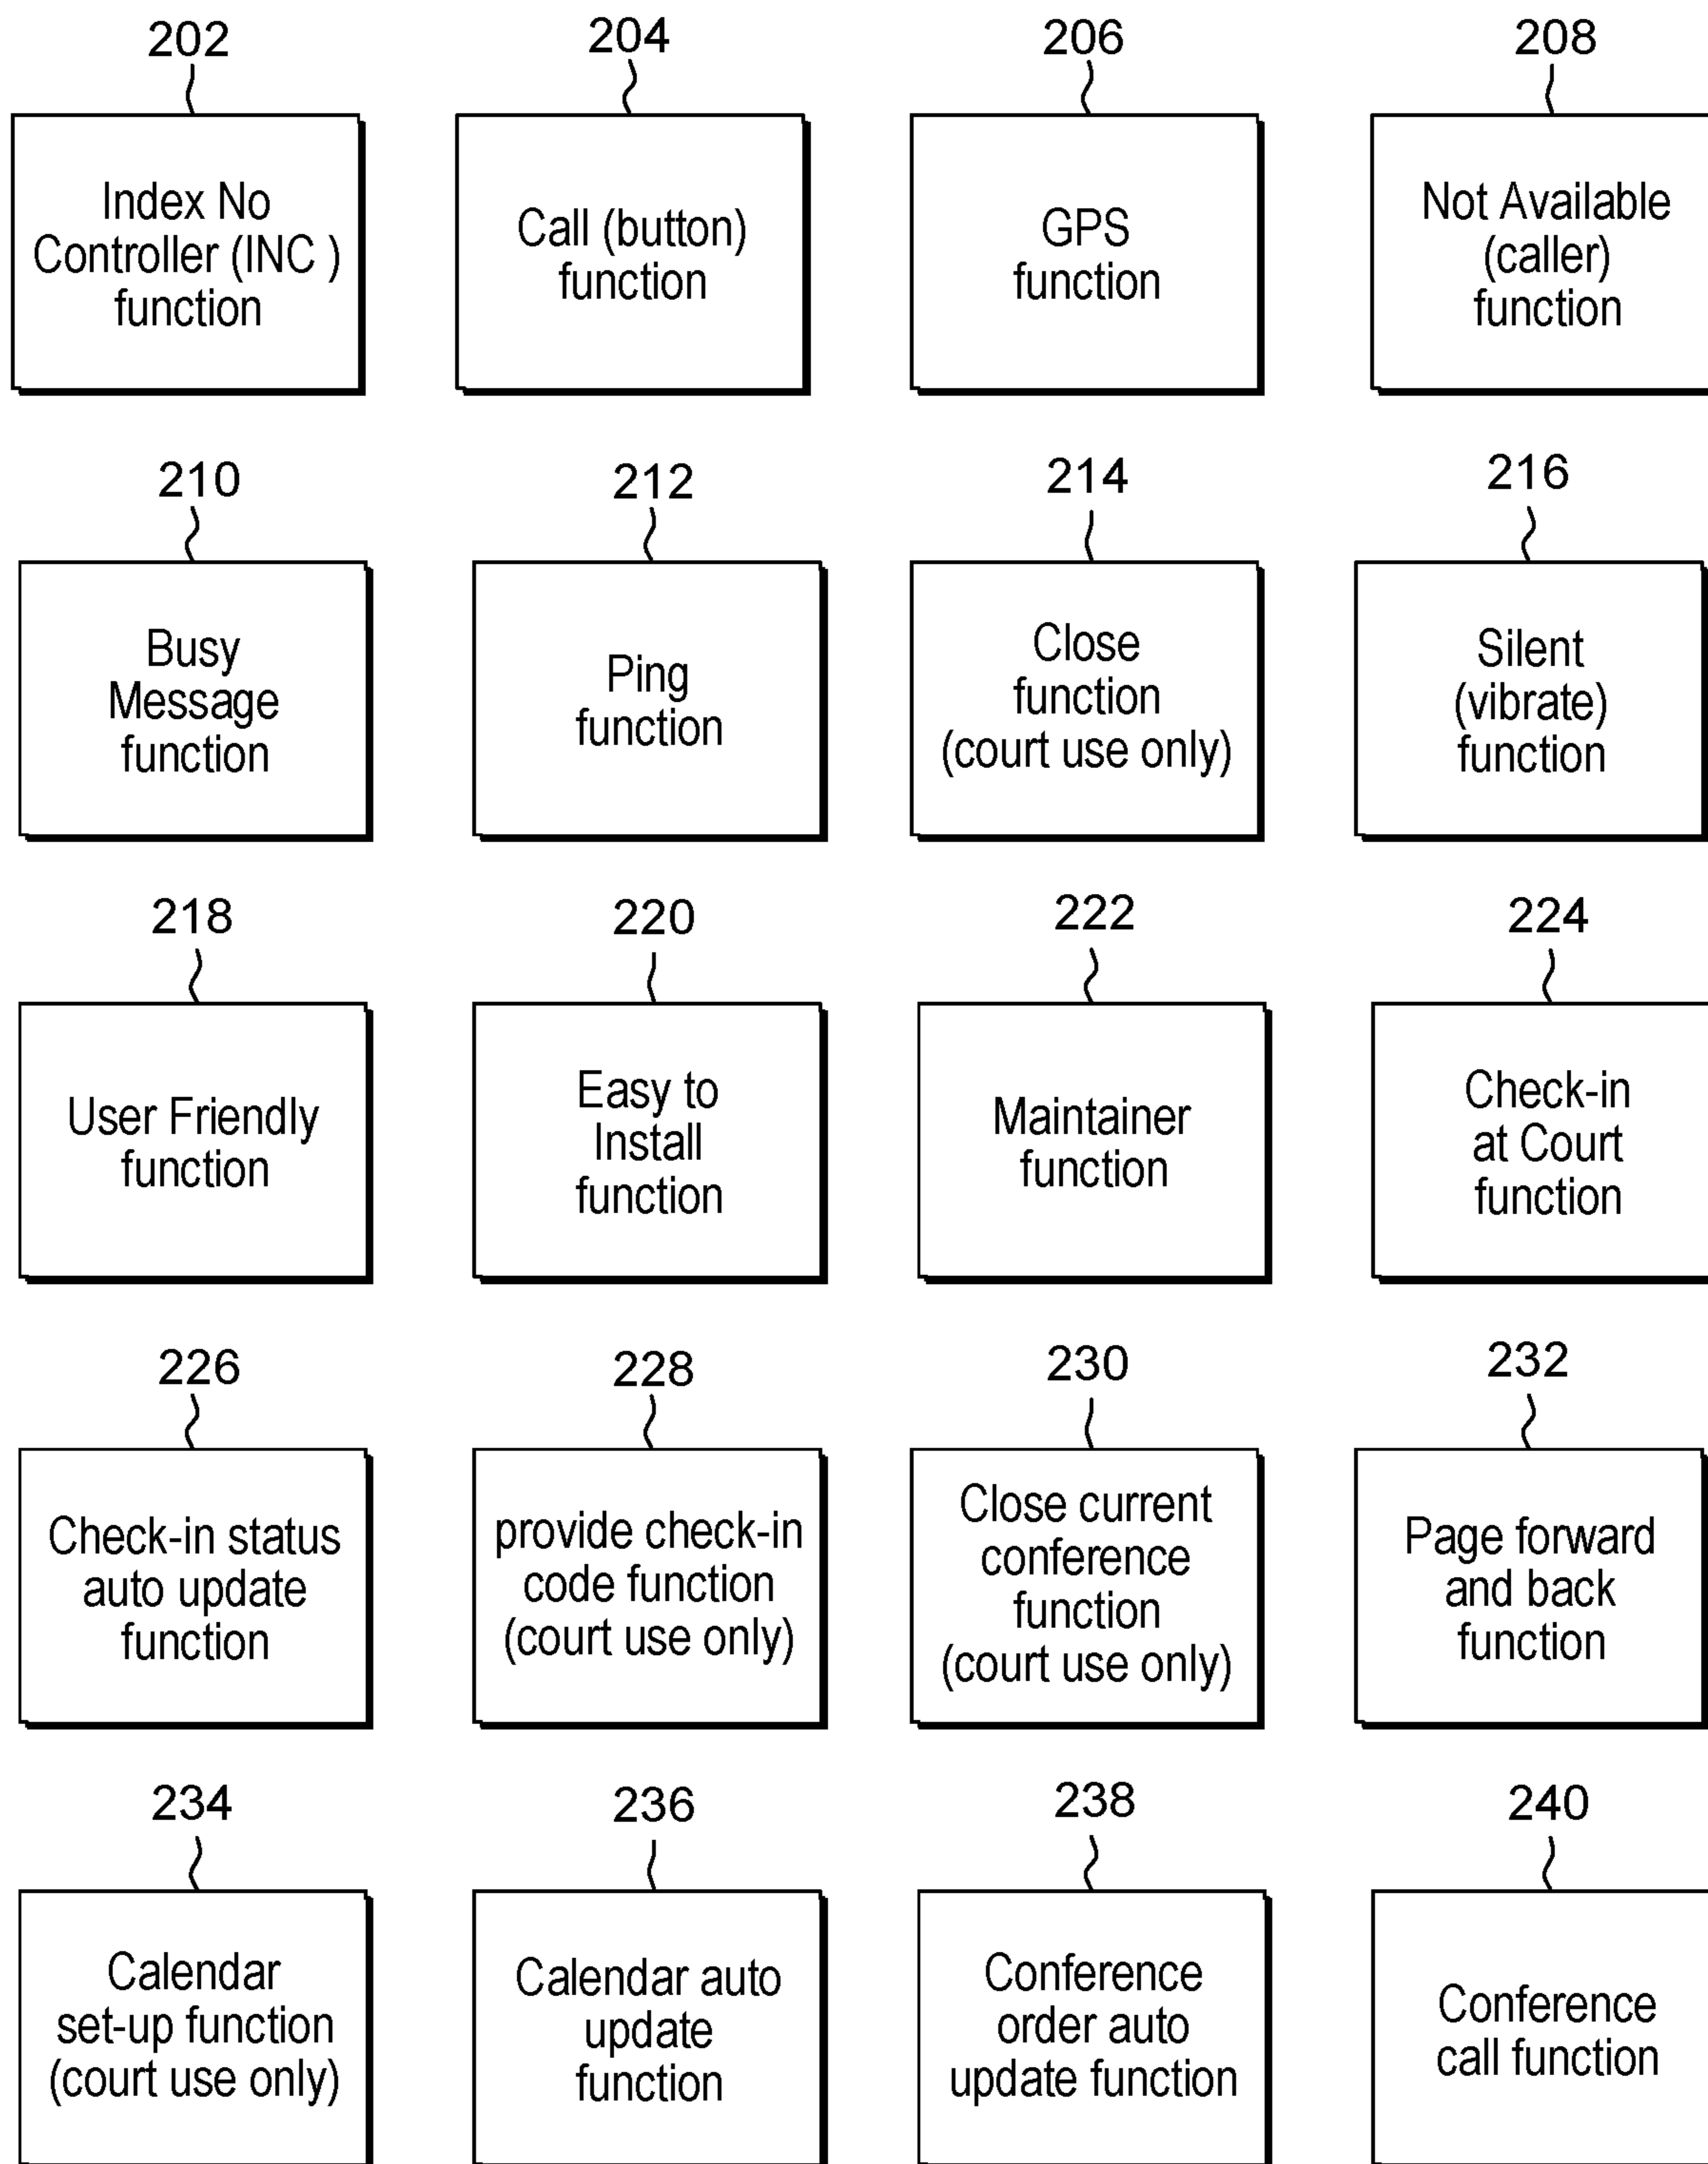 202
204
206
208
Index No
Controller (INC )
function
Call (button)
function
GPS
function
Not Available
(caller)
function
210
212
214
216
Busy
Message
function
Ping
function
Close
function
(court use only)
Silent
(vibrate)
function
218
220
222
224
User Friendly
function
Easy to
Install
function
Maintainer
function
Check-in
at Court
function
226
228
230
232
Check-in status
auto update
function
provide check-in
code function
(court use only)
Close current
conference
function
(court use only)
Page forward
and back
function
234
236
238
240
Calendar
set-up function
(court use only)
Calendar auto
update
function
Conference
order auto
update function
Conference
call function